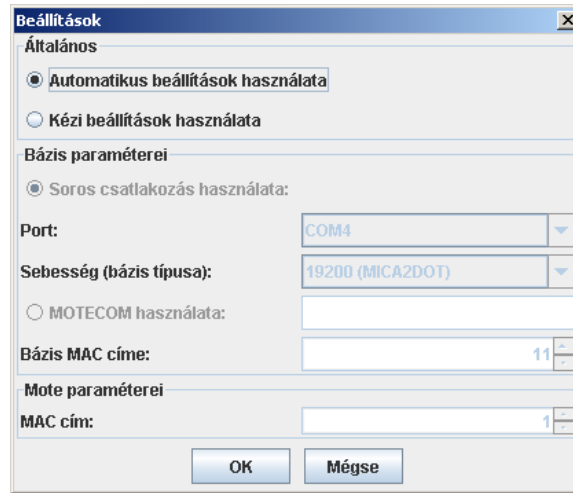 Beállítások
Általános
Automatikus beállítások használata
Kézi beállítások használata
Bázis paraméterei
Soros csatlakozás használata:
Port: COM4
Sebesség (bázis típusa): 19200 (MICA2DOT)
MOTECOM használata:
Bázis MAC címe: 11
Mote paraméterei
MAC cím: 1
OK Mégse